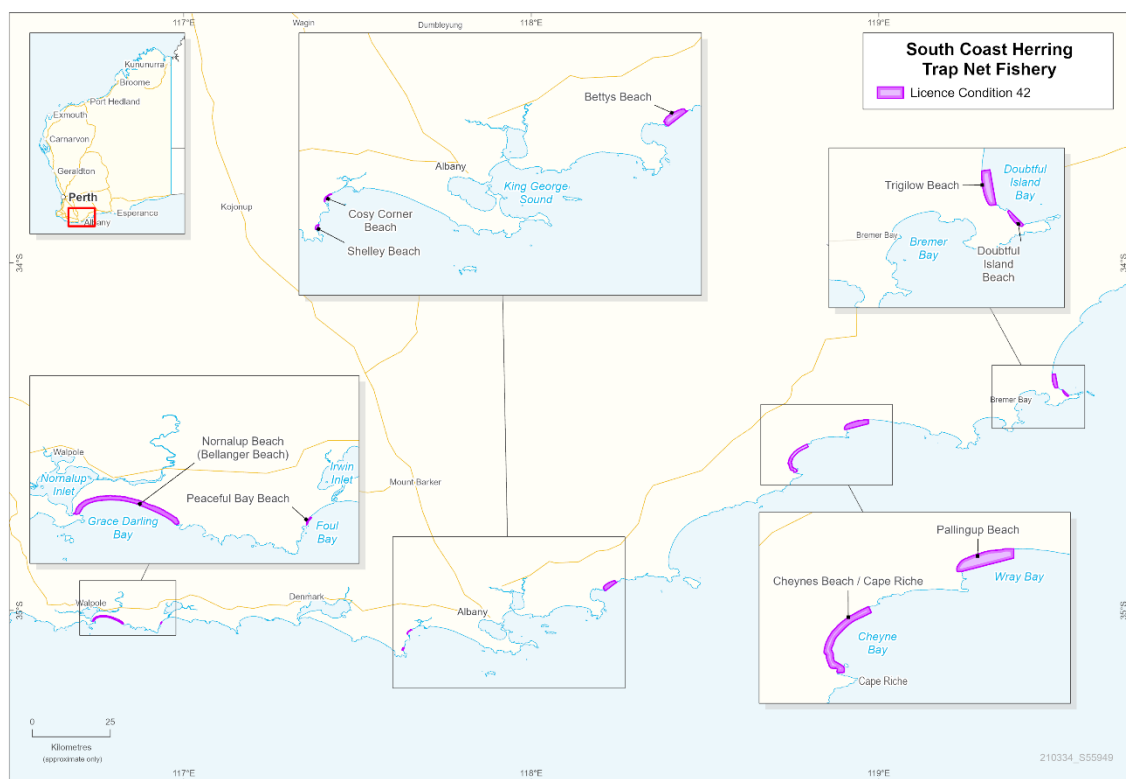 117°E
118°E
119°E
Wagin
Dumbleyung
South Coast Herring
Trap Net Fishery
Licence Condition 42
Kununurra
Broome
Port Hedland
Exmouth
Carnarvon
Geraldton
Perth
Esperance
Albany
Bettys Beach
Albany
King George
Sound
Cosy Corner
Beach
Shelley Beach
Kojonup
Trigilow Beach
Doubtful
Island
Bay
Bremer Bay
Bremer
Bay
Doubtful
Island
Beach
34°S
34°S
Nornalup Beach
(Bellanger Beach)
Walpole
Nornalup
Inlet
Irwin
Inlet
Peaceful Bay Beach
Grace Darling
Bay
Foul
Bay
Mount Barker
Bremer Bay
Pallingup Beach
Wray Bay
Cheynes Beach / Cape Riche
Cheyne
Bay
Cape Riche
Walpole
Denmark
Albany
35°S
35°S
0
25
Kilometres
(approximate only)
210334_S55949
117°E
118°E
119°E